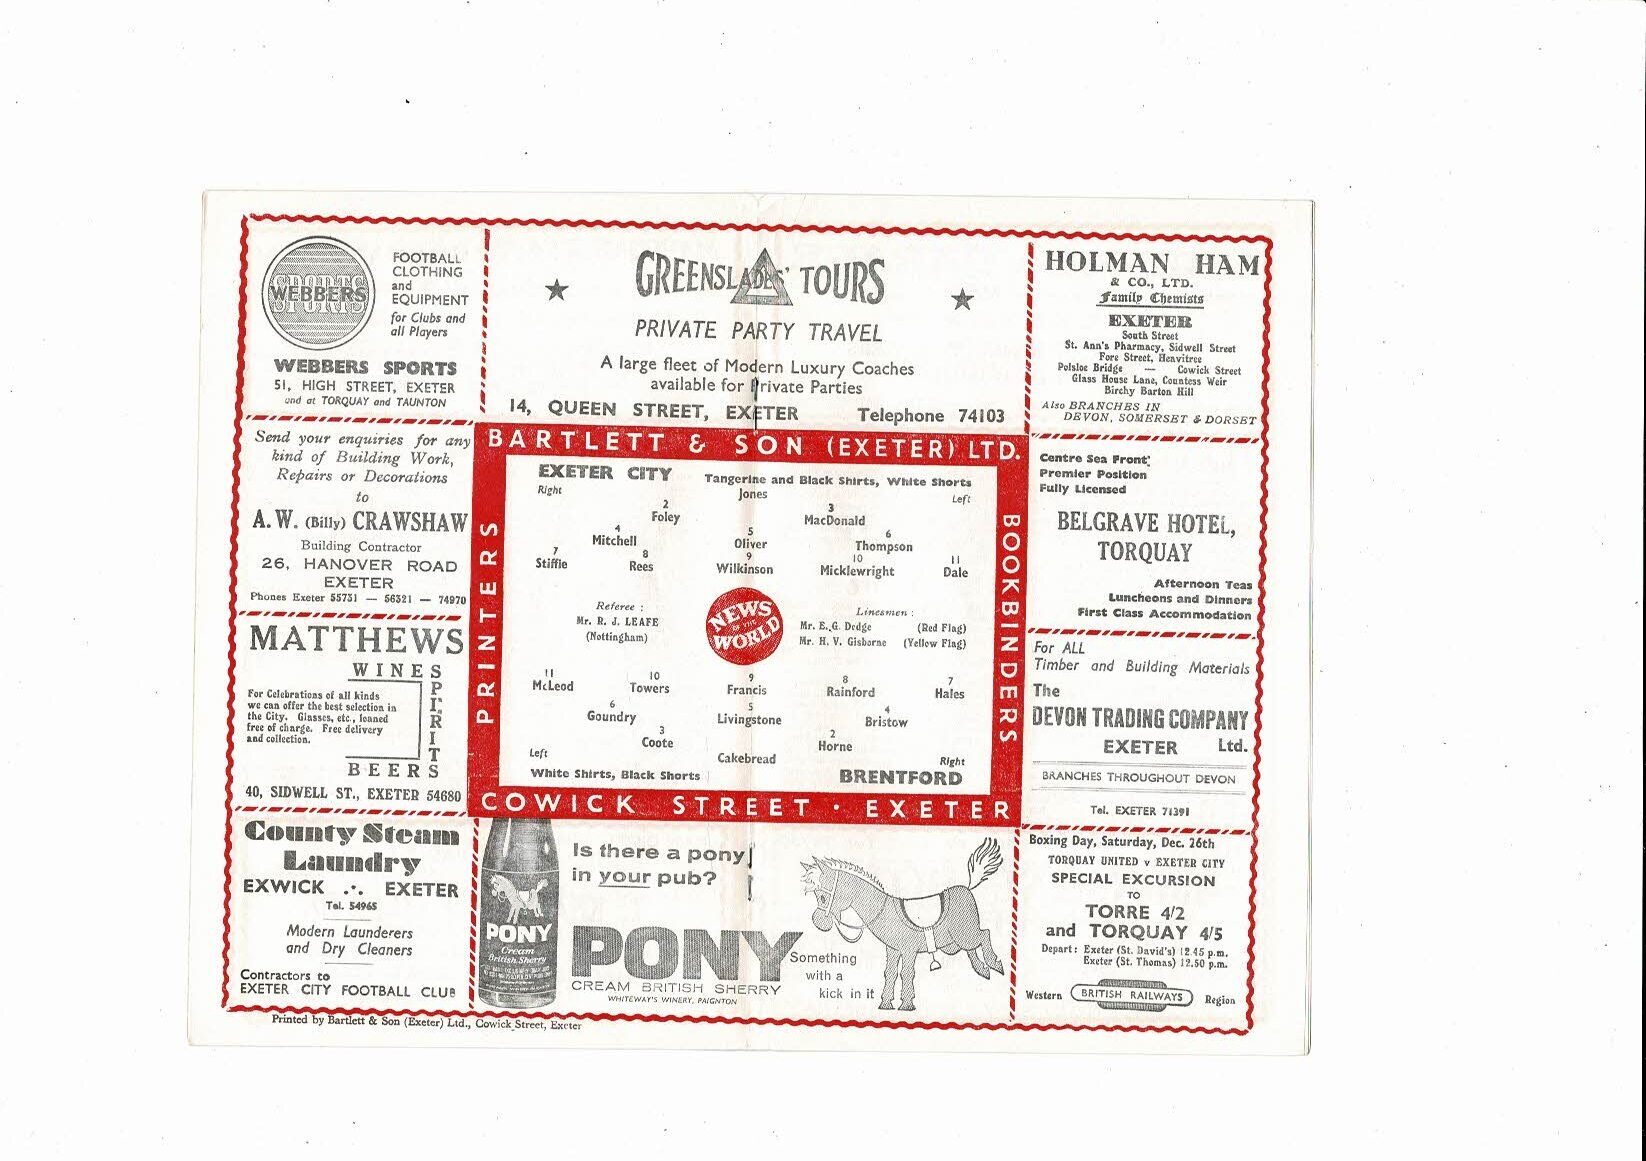 SPORTS
WEBBERS
SPORTS
FOOTBALL
CLOTHING
and
EQUIPMENT
for Clubs and
all Players
WEBBERS SPORTS
51, HIGH STREET, EXETER
and at TORQUAY and TAUNTON
GREENSLADES' TOURS
PRIVATE PARTY TRAVEL
A large fleet of Modern Luxury Coaches
available for Private Parties
14, QUEEN STREET, EXETER Telephone 74103
HOLMAN HAM
& CO., LTD.
Family Chemists
EXETER
South Street
St. Ann's Pharmacy, Sidwell Street
Fore Street, Heavitree
Polsloe Bridge — Cowick Street
Glass House Lane, Countess Weir
Birchy Barton Hill
Also BRANCHES IN
DEVON, SOMERSET & DORSET
Send your enquiries for any
kind of Building Work,
Repairs or Decorations
to
A.W. (Billy) CRAWSHAW
Building Contractor
26, HANOVER ROAD
EXETER
Phones Exeter 55731 — 56321 — 74970
MATTHEWS
WINES
SPIRITS
For Celebrations of all kinds
we can offer the best selection in
the City. Glasses, etc., loaned
free of charge. Free delivery
and collection.
BEERS
40, SIDWELL ST., EXETER 54680
BARTLETT & SON (EXETER) LTD.
PRINTERS
EXETER CITY Tangerine and Black Shirts, White Shorts
Right Jones Left
2 3
Foley MacDonald
4 5 6
Mitchell Oliver Thompson
7 8 9 10 11
Stiffle Rees Wilkinson Micklewright Dale
Referee :
Mr. R. J. LEAFE
(Nottingham)
NEWS
OF THE
WORLD
Linesmen :
Mr. E. G. Dodge (Red Flag)
Mr. H. V. Gisborne (Yellow Flag)
11 10 9 8 7
McLeod Towers Francis Rainford Hales
6 5 4
Goundry Livingstone Bristow
3 2
Coote Horne
Left Cakebread Right
White Shirts, Black Shorts BRENTFORD
BOOKBINDERS
COWICK STREET · EXETER
Centre Sea Front
Premier Position
Fully Licensed
BELGRAVE HOTEL,
TORQUAY
Afternoon Teas
Luncheons and Dinners
First Class Accommodation
For ALL
Timber and Building Materials
The
DEVON TRADING COMPANY
EXETER Ltd.
BRANCHES THROUGHOUT DEVON
Tel. EXETER 71391
County Steam
Laundry
EXWICK .·. EXETER
Tel. 54965
Modern Launderers
and Dry Cleaners
Contractors to
EXETER CITY FOOTBALL CLUB
PONY
Cream
British Sherry
Is there a pony
in your pub?
PONY
CREAM BRITISH SHERRY
WHITEWAY'S WINERY, PAIGNTON
Something
with a
kick in it
Boxing Day, Saturday, Dec. 26th
TORQUAY UNITED v EXETER CITY
SPECIAL EXCURSION
TO
TORRE 4/2
and TORQUAY 4/5
Depart : Exeter (St. David's) 12.45 p.m.
Exeter (St. Thomas) 12.50 p.m.
Western BRITISH RAILWAYS Region
Printed by Bartlett & Son (Exeter) Ltd., Cowick Street, Exeter